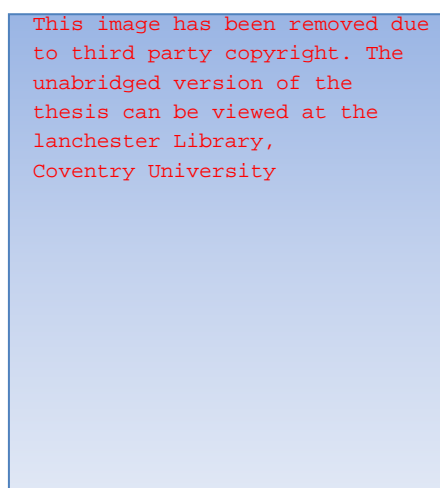 This image has been removed due
to third party copyright. The
unabridged version of the
thesis can be viewed at the
lanchester Library,
Coventry University